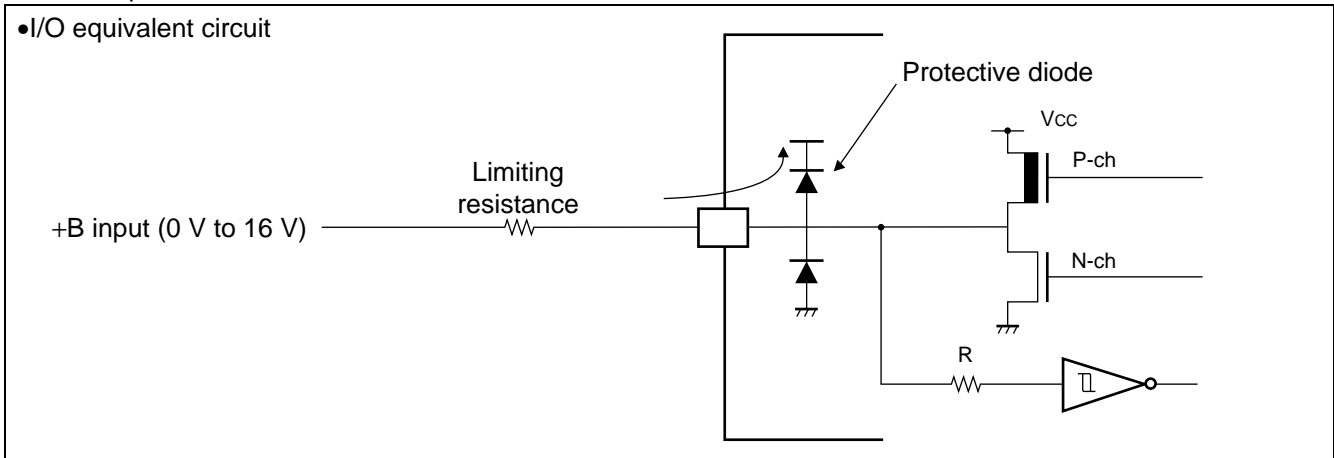 •I/O equivalent circuit
Protective diode
VCC
P-ch
Limiting
resistance
+B input (0 V to 16 V)
N-ch
R